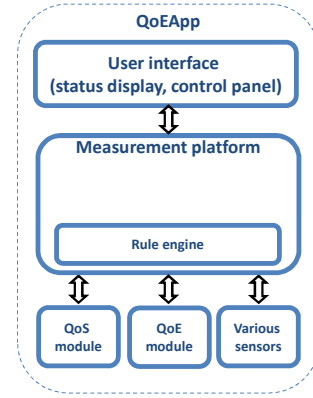 QoEApp
User interface
(status display, control panel)
Measurement platform
Rule engine
QoS
module
QoE
module
Various
sensors